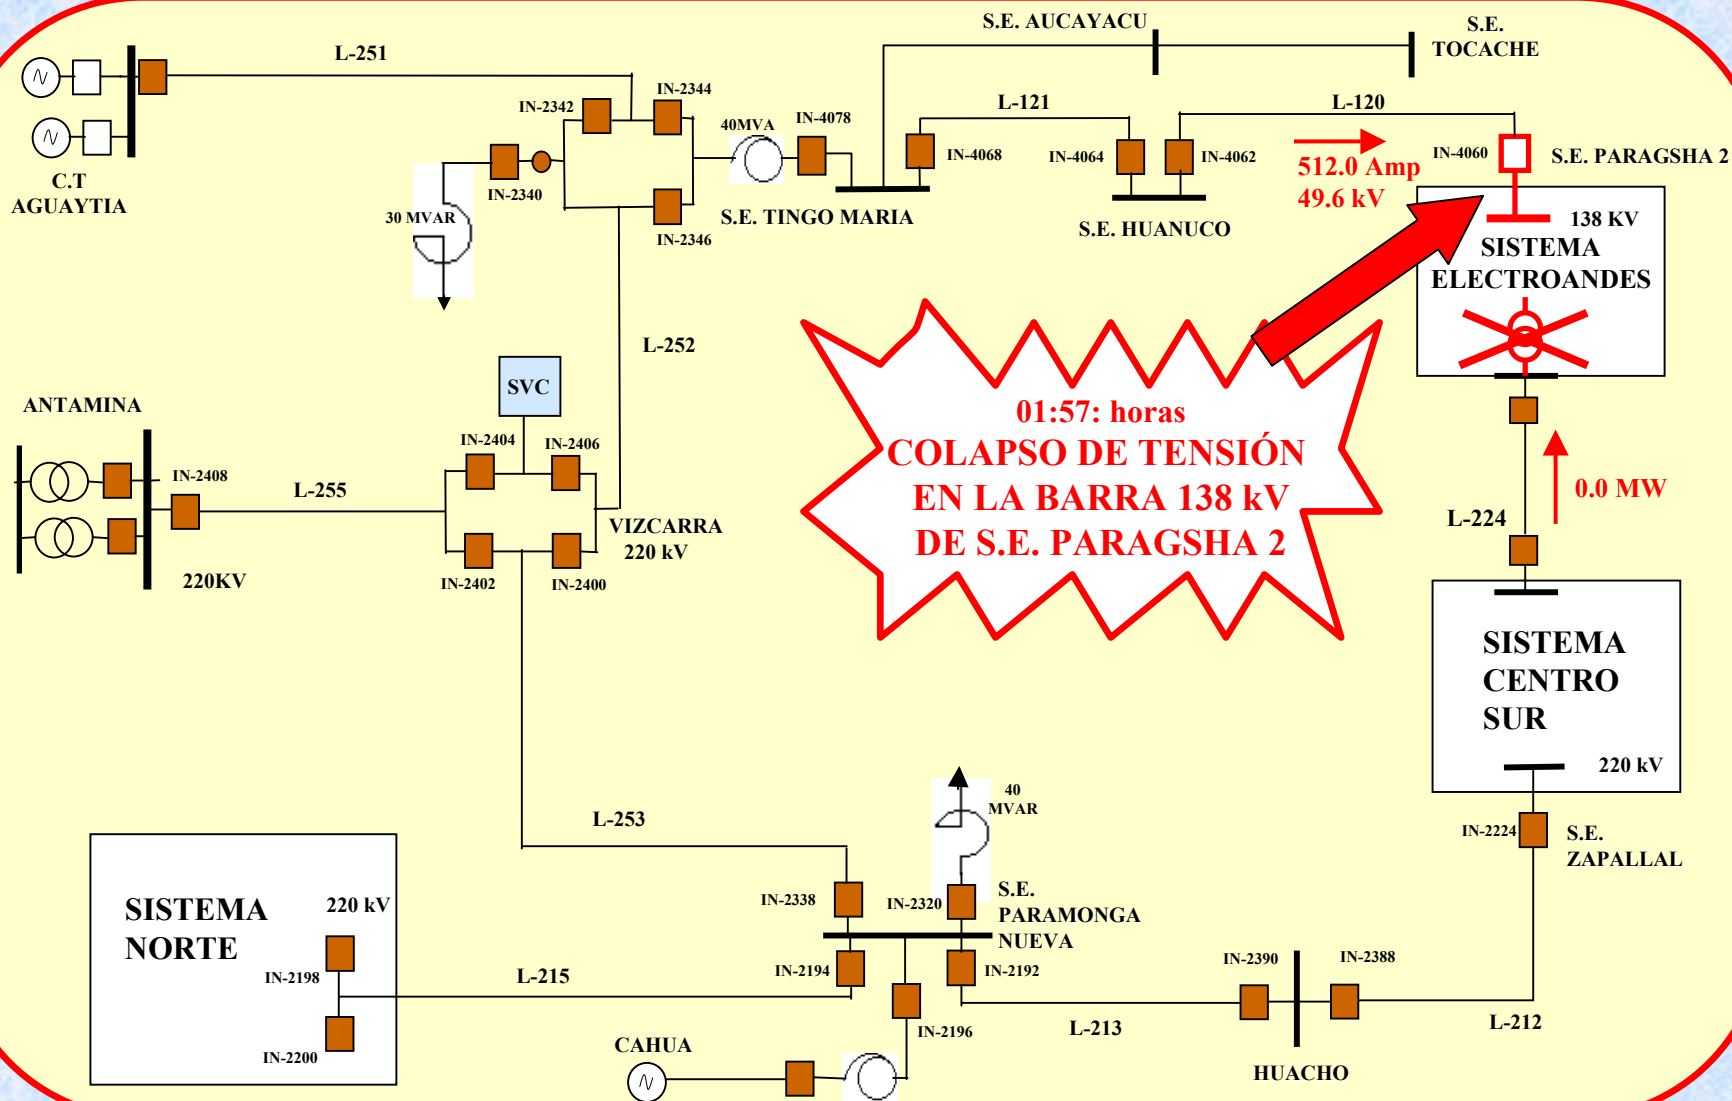 S.E. AUCAYACU
S.E.
TOCACHE
L-251
IN-2342
IN-2344
40MVA
IN-4078
L-121
L-120
IN-4068
IN-4064
IN-4062
IN-4060
S.E. PARAGSHA 2
512.0 Amp
49.6 kV
C.T
AGUAYTIA
IN-2340
30 MVAR
IN-2346
S.E. TINGO MARIA
S.E. HUANUCO
138 KV
SISTEMA
ELECTROANDES
L-252
SVC
ANTAMINA
IN-2408
L-255
IN-2404
IN-2406
VIZCARRA
220 kV
IN-2402
IN-2400
220KV
01:57: horas
COLAPSO DE TENSIÓN
EN LA BARRA 138 kV
DE S.E. PARAGSHA 2
0.0 MW
L-224
SISTEMA
CENTRO
SUR
220 kV
IN-2224
S.E.
ZAPALLAL
40
MVAR
L-253
IN-2338
IN-2320
S.E.
PARAMONGA
NUEVA
SISTEMA
NORTE
220 kV
IN-2198
IN-2200
L-215
IN-2194
IN-2192
IN-2196
L-213
IN-2390
IN-2388
L-212
HUACHO
CAHUA